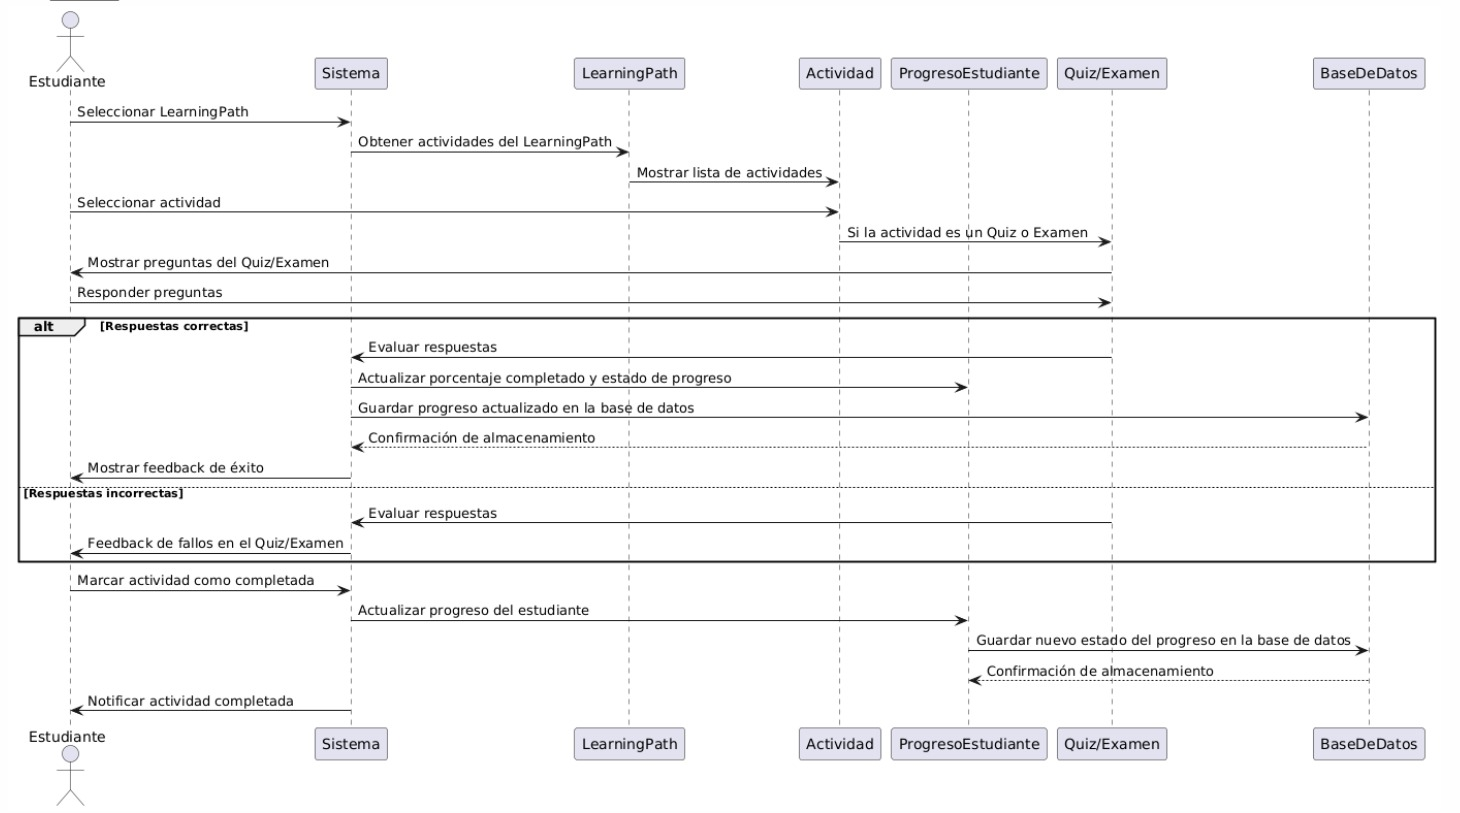 Estudiante
Sistema
LearningPath
Actividad
ProgresoEstudiante
Quiz/Examen
BaseDeDatos
Seleccionar LearningPath
Obtener actividades del LearningPath
Mostrar lista de actividades
Seleccionar actividad
Si la actividad es un Quiz o Examen
Mostrar preguntas del Quiz/Examen
Responder preguntas
alt
[Respuestas correctas]
Evaluar respuestas
Actualizar porcentaje completado y estado de progreso
Guardar progreso actualizado en la base de datos
Confirmación de almacenamiento
Mostrar feedback de éxito
[Respuestas incorrectas]
Evaluar respuestas
Feedback de fallos en el Quiz/Examen
Marcar actividad como completada
Actualizar progreso del estudiante
Guardar nuevo estado del progreso en la base de datos
Confirmación de almacenamiento
Notificar actividad completada
Estudiante
Sistema
LearningPath
Actividad
ProgresoEstudiante
Quiz/Examen
BaseDeDatos